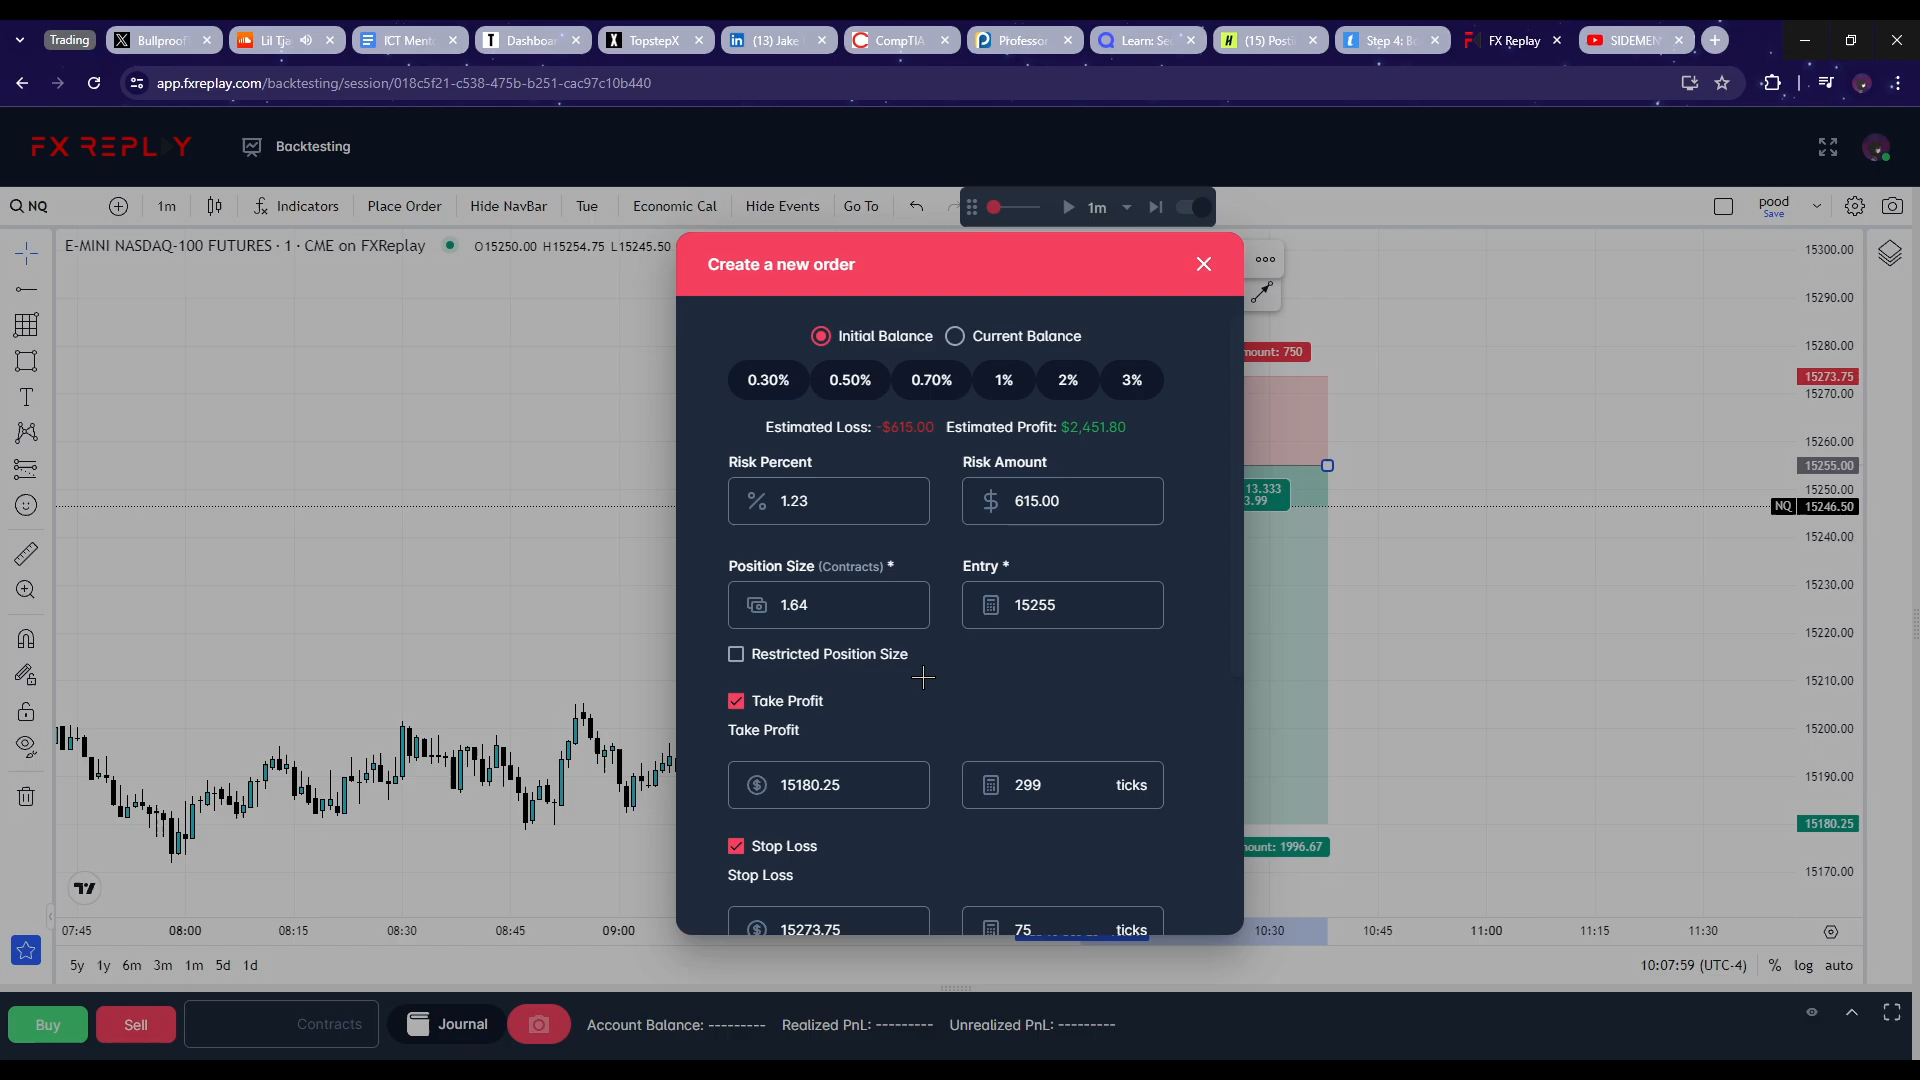 Trading
Bullproof
Lil Tja
ICT Ment
Dashboar
TopstepX
(13) Jake
CompTIA
Professor
Learn: Se
(15) Posti
Step 4: B
FX Replay
SIDEMEN
app.fxreplay.com/backtesting/session/018c5f21-c538-475b-b251-cac97c10b440
FX REPLAY
Backtesting
NQ
1m
Indicators
Place Order
Hide NavBar
Tue
Economic Cal
Hide Events
Go To
1m
pood
Save
E-MINI NASDAQ-100 FUTURES · 1 · CME on FXReplay
O15250.00 H15254.75 L15245.50
Create a new order
Initial Balance
Current Balance
0.30%
0.50%
0.70%
1%
2%
3%
Estimated Loss: -$615.00 Estimated Profit: $2,451.80
Risk Percent
Risk Amount
1.23
615.00
Position Size (Contracts) *
Entry *
1.64
15255
Restricted Position Size
Take Profit
Take Profit
15180.25
299 ticks
Stop Loss
Stop Loss
15273.75
75 ticks
mount: 750
13.333
3.99
ount: 1996.67
15300.00
15290.00
15280.00
15273.75
15270.00
15260.00
15255.00
15250.00
NQ 15246.50
15240.00
15230.00
15220.00
15210.00
15200.00
15190.00
15180.25
15170.00
07:45
08:00
08:15
08:30
08:45
09:00
10:30
10:45
11:00
11:15
11:30
5y 1y 6m 3m 1m 5d 1d
10:07:59 (UTC-4)
% log auto
Buy
Sell
Contracts
Journal
Account Balance: ---------
Realized PnL: ---------
Unrealized PnL: ---------